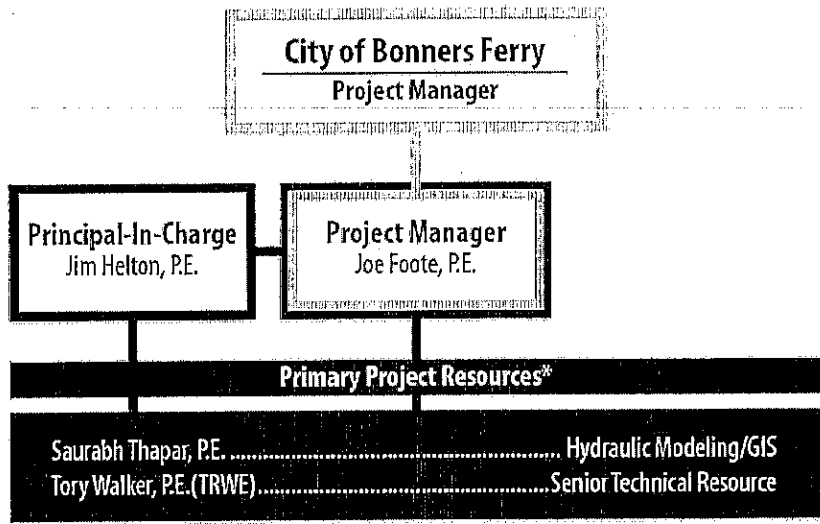 City of Bonners Ferry
Project Manager
Principal-In-Charge
Jim Helton, P.E.
Project Manager
Joe Foote, P.E.
Primary Project Resources*
Saurabh Thapar, P.E. ........................................................ Hydraulic Modeling/GIS
Tory Walker, P.E.(TRWE)................................................Senior Technical Resource